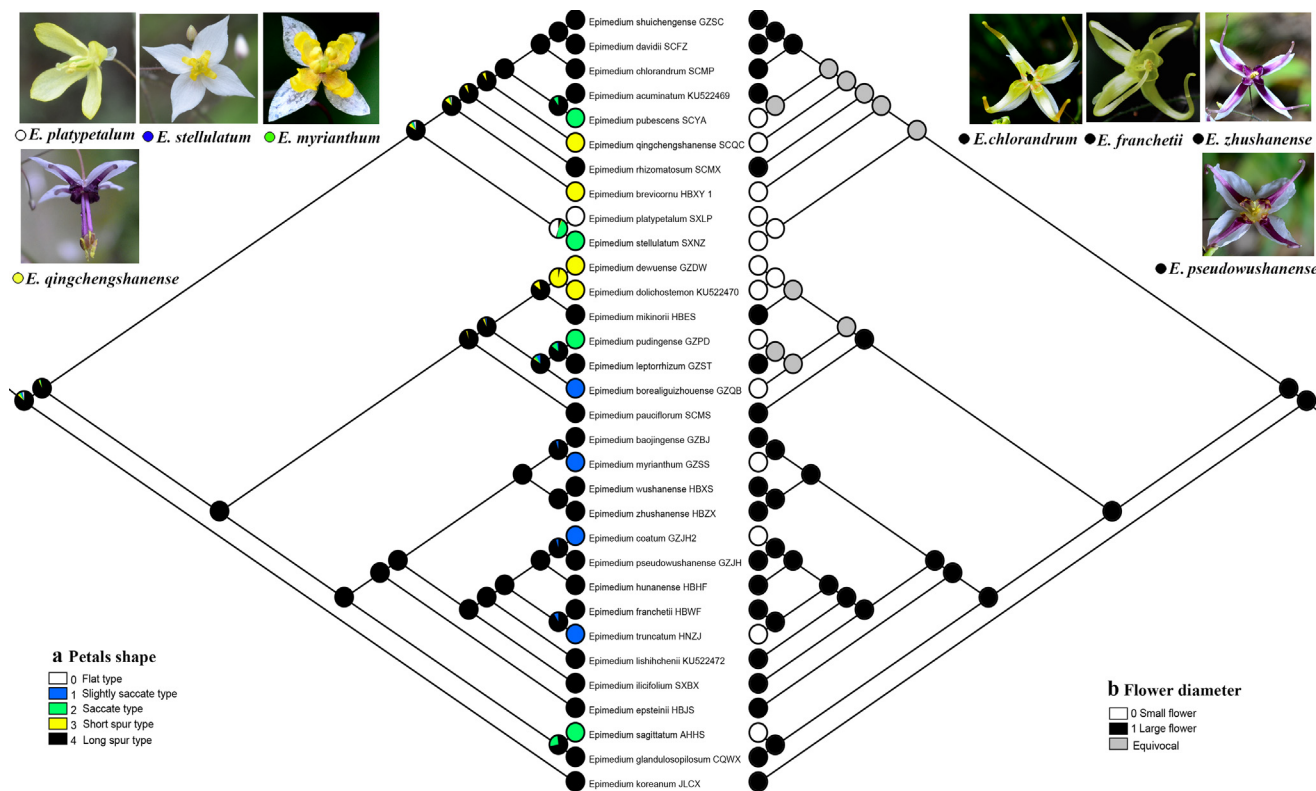 E. platypetalum
E. stellulatum
E. myrianthum
E. qingchengshanense
Epimedium shuichengense GZSC
Epimedium davidii SCFZ
Epimedium chlorandrum SCMP
Epimedium acuminatum KU522469
Epimedium pubescens SCYA
Epimedium qingchengshanense SCQC
Epimedium rhizomatosum SCMX
Epimedium brevicornu HBXY 1
Epimedium platypetalum SXLP
Epimedium stellulatum SXNZ
Epimedium dewuense GZDW
Epimedium dolichostemon KU522470
Epimedium mikinorii HBES
Epimedium pudingense GZPD
Epimedium leptorrhizum GZST
Epimedium borealiguizhouense GZQB
Epimedium pauciflorum SCMS
Epimedium baojingense GZBJ
Epimedium myrianthum GZSS
Epimedium wushanense HBXS
Epimedium zhushanense HBZX
Epimedium coatum GZJH2
Epimedium pseudowushanense GZJH
Epimedium hunanense HBHF
Epimedium franchetii HBWF
Epimedium truncatum HNZJ
Epimedium lishihchenii KU522472
Epimedium ilicifolium SXBX
Epimedium epsteinii HBJS
Epimedium sagittatum AHHS
Epimedium glandulosopilosum CQWX
Epimedium koreanum JLCX
E.chlorandrum
E. franchetii
E. zhushanense
E. pseudowushanense
a Petals shape
0 Flat type
1 Slightly saccate type
2 Saccate type
3 Short spur type
4 Long spur type
b Flower diameter
0 Small flower
1 Large flower
Equivocal